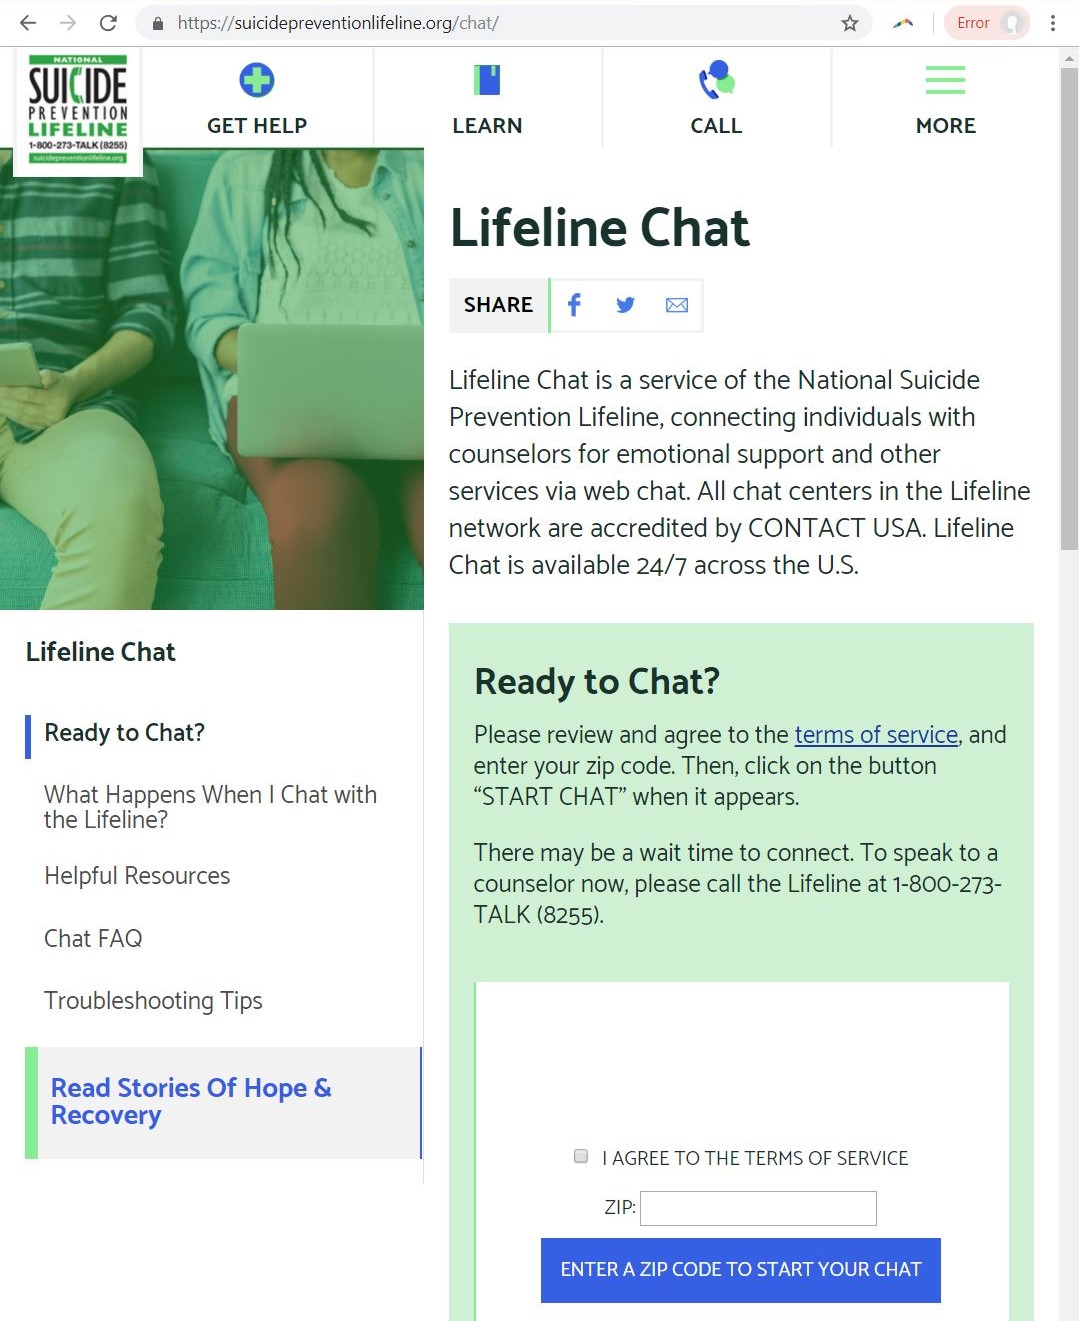 https://suicidepreventionlifeline.org/chat/
Error
NATIONAL
SUICIDE
PREVENTION
LIFELINE
1-800-273-TALK (8255)
suicidepreventionlifeline.org
GET HELP
LEARN
CALL
MORE
Lifeline Chat
SHARE
Lifeline Chat is a service of the National Suicide
Prevention Lifeline, connecting individuals with
counselors for emotional support and other
services via web chat. All chat centers in the Lifeline
network are accredited by CONTACT USA. Lifeline
Chat is available 24/7 across the U.S.
Lifeline Chat
Ready to Chat?
What Happens When I Chat with
the Lifeline?
Helpful Resources
Chat FAQ
Troubleshooting Tips
Read Stories Of Hope &
Recovery
Ready to Chat?
Please review and agree to the terms of service, and
enter your zip code. Then, click on the button
“START CHAT” when it appears.
There may be a wait time to connect. To speak to a
counselor now, please call the Lifeline at 1-800-273-
TALK (8255).
I AGREE TO THE TERMS OF SERVICE
ZIP:
ENTER A ZIP CODE TO START YOUR CHAT